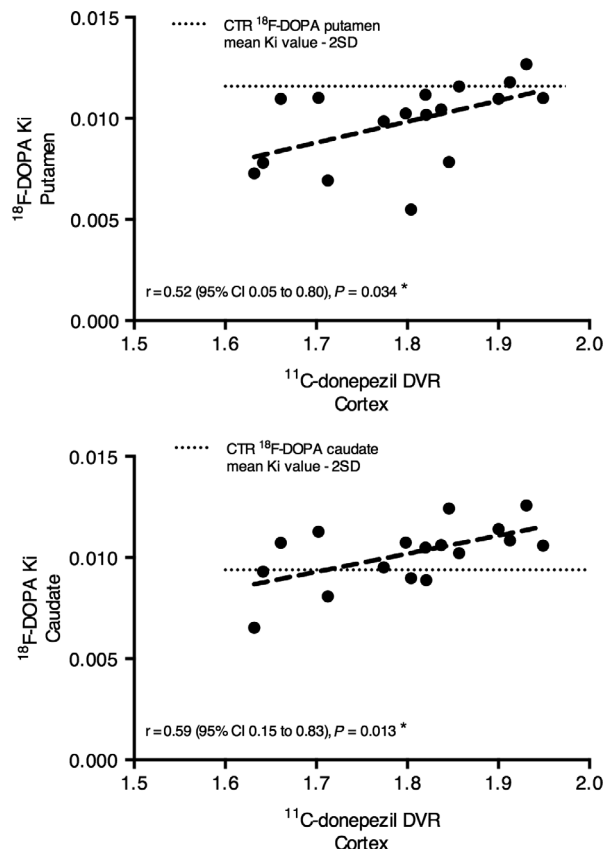 CTR ¹⁸F-DOPA putamen
mean Ki value - 2SD
0.015
0.010
0.005
0.000
¹⁸F-DOPA Ki
Putamen
r = 0.52 (95% CI 0.05 to 0.80), P = 0.034 *
1.5 1.6 1.7 1.8 1.9 2.0
¹¹C-donepezil DVR
Cortex
CTR ¹⁸F-DOPA caudate
mean Ki value - 2SD
0.015
0.010
0.005
0.000
¹⁸F-DOPA Ki
Caudate
r = 0.59 (95% CI 0.15 to 0.83), P = 0.013 *
1.5 1.6 1.7 1.8 1.9 2.0
¹¹C-donepezil DVR
Cortex